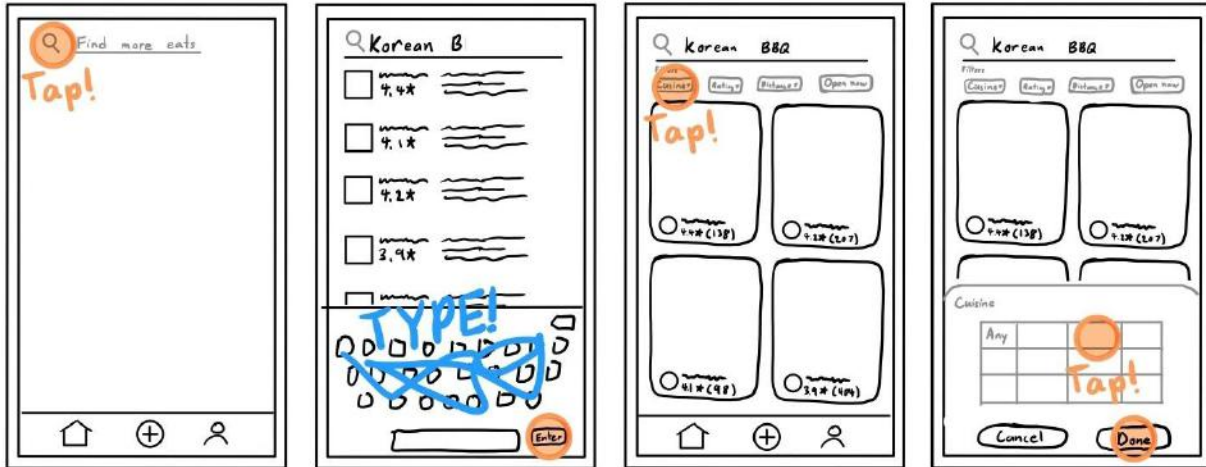 Find more eats
Tap!
Korean B
4.4★
4.1★
4.2★
3.9★
TYPE!
Enter
Korean BBQ
Filters
Cuisine▾ Rating▾ Distance▾ Open now
Tap!
4.4★(138)
4.2★(207)
4.1★(98)
3.9★(404)
Korean BBQ
Filters
Cuisine▾ Rating▾ Distance▾ Open now
4.4★(138)
4.2★(207)
Cuisine
Any
Tap!
Cancel Done